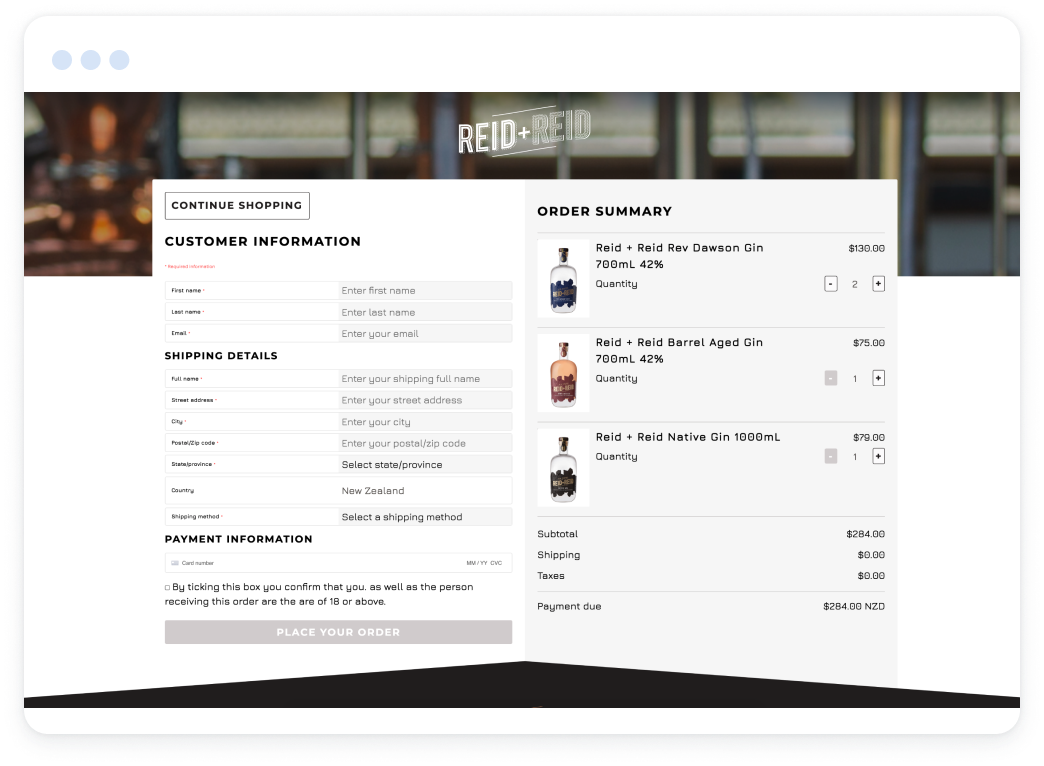 REID+REID
CONTINUE SHOPPING
CUSTOMER INFORMATION
* Required information
First name *
Enter first name
Last name *
Enter last name
Email *
Enter your email
SHIPPING DETAILS
Full name *
Enter your shipping full name
Street address *
Enter your street address
City *
Enter your city
Postal/Zip code *
Enter your postal/zip code
State/province *
Select state/province
Country
New Zealand
Shipping method *
Select a shipping method
PAYMENT INFORMATION
Card number
MM / YY CVC
By ticking this box you confirm that you. as well as the person
receiving this order are the are of 18 or above.
PLACE YOUR ORDER
ORDER SUMMARY
REID+REID
Reid + Reid Rev Dawson Gin
700mL 42%
$130.00
Quantity
- 2 +
REID+REID
Reid + Reid Barrel Aged Gin
700mL 42%
$75.00
Quantity
- 1 +
REID+REID
Reid + Reid Native Gin 1000mL
$79.00
Quantity
- 1 +
Subtotal
$284.00
Shipping
$0.00
Taxes
$0.00
Payment due
$284.00 NZD